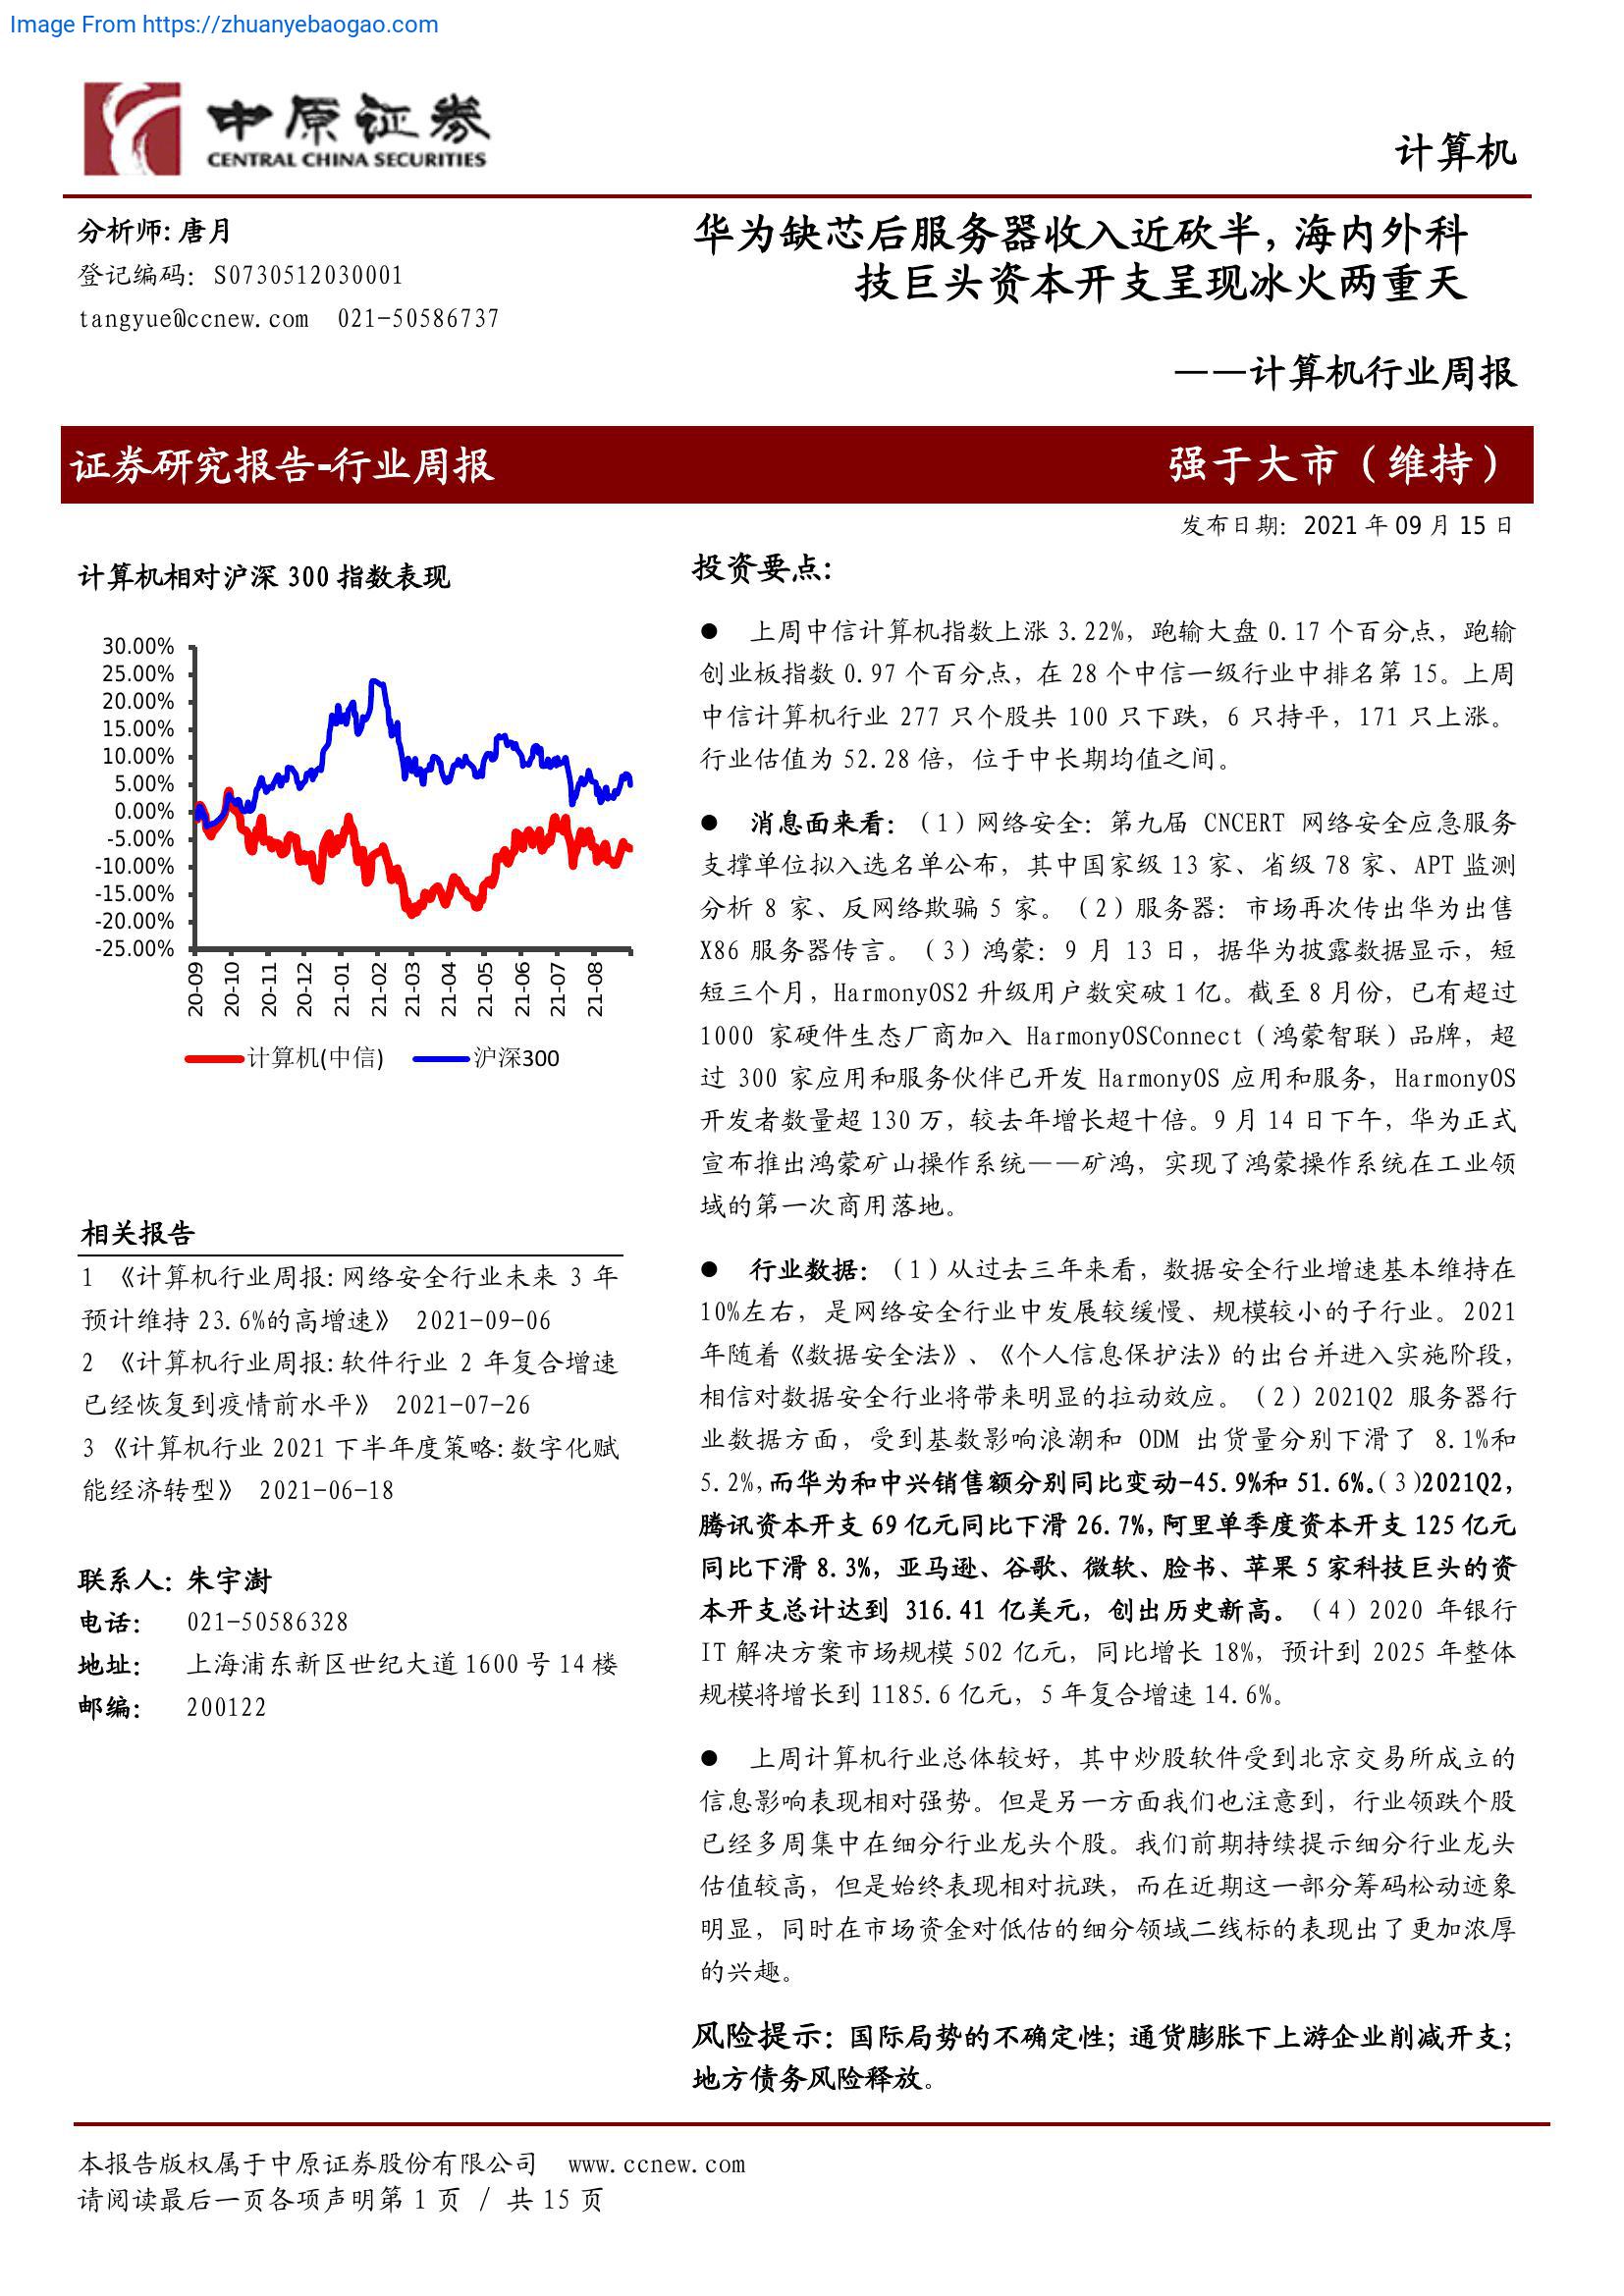 Image From https://zhuanyebaogao.com
中原证券
CENTRAL CHINA SECURITIES
计算机
分析师:唐月
登记编码：S0730512030001
tangyue@ccnew.com 021-50586737
华为缺芯后服务器收入近砍半，海内外科
技巨头资本开支呈现冰火两重天
——计算机行业周报
证券研究报告-行业周报
强于大市（维持）
发布日期：2021 年 09 月 15 日
计算机相对沪深 300 指数表现
30.00%
25.00%
20.00%
15.00%
10.00%
5.00%
0.00%
-5.00%
-10.00%
-15.00%
-20.00%
-25.00%
20-09
20-10
20-11
20-12
21-01
21-02
21-03
21-04
21-05
21-06
21-07
21-08
计算机(中信)
沪深300
相关报告
1 《计算机行业周报:网络安全行业未来 3 年
预计维持 23.6%的高增速》 2021-09-06
2 《计算机行业周报:软件行业 2 年复合增速
已经恢复到疫情前水平》 2021-07-26
3《计算机行业 2021 下半年度策略:数字化赋
能经济转型》 2021-06-18
联系人：朱宇澍
电话： 021-50586328
地址： 上海浦东新区世纪大道 1600 号 14 楼
邮编： 200122
投资要点：
● 上周中信计算机指数上涨 3.22%，跑输大盘 0.17 个百分点，跑输
创业板指数 0.97 个百分点，在 28 个中信一级行业中排名第 15。上周
中信计算机行业 277 只个股共 100 只下跌，6 只持平，171 只上涨。
行业估值为 52.28 倍，位于中长期均值之间。
● 消息面来看：（1）网络安全：第九届 CNCERT 网络安全应急服务
支撑单位拟入选名单公布，其中国家级 13 家、省级 78 家、APT 监测
分析 8 家、反网络欺骗 5 家。（2）服务器：市场再次传出华为出售
X86 服务器传言。（3）鸿蒙：9 月 13 日，据华为披露数据显示，短
短三个月，HarmonyOS2 升级用户数突破 1 亿。截至 8 月份，已有超过
1000 家硬件生态厂商加入 HarmonyOSConnect（鸿蒙智联）品牌，超
过 300 家应用和服务伙伴已开发 HarmonyOS 应用和服务，HarmonyOS
开发者数量超 130 万，较去年增长超十倍。9 月 14 日下午，华为正式
宣布推出鸿蒙矿山操作系统——矿鸿，实现了鸿蒙操作系统在工业领
域的第一次商用落地。
● 行业数据：（1）从过去三年来看，数据安全行业增速基本维持在
10%左右，是网络安全行业中发展较缓慢、规模较小的子行业。2021
年随着《数据安全法》、《个人信息保护法》的出台并进入实施阶段，
相信对数据安全行业将带来明显的拉动效应。（2）2021Q2 服务器行
业数据方面，受到基数影响浪潮和 ODM 出货量分别下滑了 8.1%和
5.2%，而华为和中兴销售额分别同比变动-45.9%和 51.6%。（3）2021Q2，
腾讯资本开支 69 亿元同比下滑 26.7%，阿里单季度资本开支 125 亿元
同比下滑 8.3%，亚马逊、谷歌、微软、脸书、苹果 5 家科技巨头的资
本开支总计达到 316.41 亿美元，创出历史新高。（4）2020 年银行
IT 解决方案市场规模 502 亿元，同比增长 18%，预计到 2025 年整体
规模将增长到 1185.6 亿元，5 年复合增速 14.6%。
● 上周计算机行业总体较好，其中炒股软件受到北京交易所成立的
信息影响表现相对强势。但是另一方面我们也注意到，行业领跌个股
已经多周集中在细分行业龙头个股。我们前期持续提示细分行业龙头
估值较高，但是始终表现相对抗跌，而在近期这一部分筹码松动迹象
明显，同时在市场资金对低估的细分领域二线标的表现出了更加浓厚
的兴趣。
风险提示：国际局势的不确定性；通货膨胀下上游企业削减开支；
地方债务风险释放。
本报告版权属于中原证券股份有限公司 www.ccnew.com
请阅读最后一页各项声明第 1 页 / 共 15 页